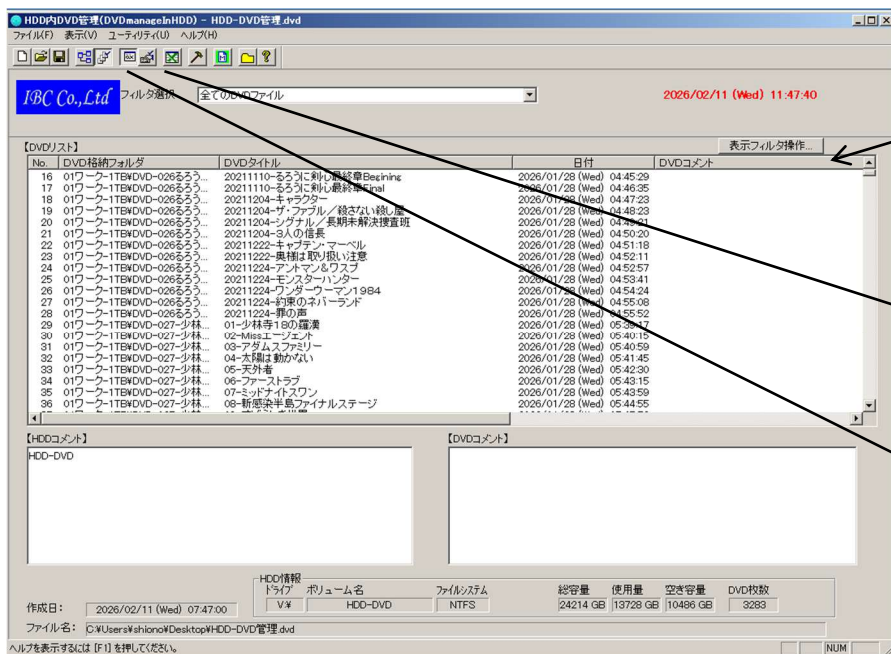 HDD内DVD管理(DVDmanageInHDD) - HDD-DVD管理.dvd
ファイル(F) 表示(V) ユーティリティ(U) ヘルプ(H)
IBC Co.,Ltd フィルタ選択 全てのDVDファイル 2026/02/11 (Wed) 11:47:40
【DVDリスト】 表示フィルタ操作...
No. DVD格納フォルダ DVDタイトル 日付 DVDコメント
16 01ワーク-1TB¥DVD-026るろう... 20211110-るろうに剣心最終章Begining 2026/01/28 (Wed) 04:45:29
17 01ワーク-1TB¥DVD-026るろう... 20211110-るろうに剣心最終章Final 2026/01/28 (Wed) 04:46:35
18 01ワーク-1TB¥DVD-026るろう... 20211204-キャラクター 2026/01/28 (Wed) 04:47:23
19 01ワーク-1TB¥DVD-026るろう... 20211204-ザ・ファブル/殺さない殺し屋 2026/01/28 (Wed) 04:48:23
20 01ワーク-1TB¥DVD-026るろう... 20211204-シグナル/長期未解決捜査班 2026/01/28 (Wed)
21 01ワーク-1TB¥DVD-026るろう... 20211204-3人の信長 2026/01/28 (Wed) 04:50:20
22 01ワーク-1TB¥DVD-026るろう... 20211222-キャプテン・マーベル 2026/01/28 (Wed) 04:51:18
23 01ワーク-1TB¥DVD-026るろう... 20211222-奥様は取り扱い注意 2026/01/28 (Wed) 04:52:11
24 01ワーク-1TB¥DVD-026るろう... 20211224-アントマン&ワスプ 2026/01/28 (Wed) 04:52:57
25 01ワーク-1TB¥DVD-026るろう... 20211224-モンスターハンター 2026/01/28 (Wed) 04:53:41
26 01ワーク-1TB¥DVD-026るろう... 20211224-ワンダーウーマン1984 2026/01/28 (Wed) 04:54:24
27 01ワーク-1TB¥DVD-026るろう... 20211224-約束のネバーランド 2026/01/28 (Wed) 04:55:08
28 01ワーク-1TB¥DVD-026るろう... 20211224-罪の声 2026/01/28 (Wed) 04:55:52
29 01ワーク-1TB¥DVD-027-少林... 01-少林寺18の羅漢 2026/01/28 (Wed) 05:39:17
30 01ワーク-1TB¥DVD-027-少林... 02-Missエージェント 2026/01/28 (Wed) 05:40:15
31 01ワーク-1TB¥DVD-027-少林... 03-アダムスファミリー 2026/01/28 (Wed) 05:40:59
32 01ワーク-1TB¥DVD-027-少林... 04-太陽は動かない 2026/01/28 (Wed) 05:41:45
33 01ワーク-1TB¥DVD-027-少林... 05-天外者 2026/01/28 (Wed) 05:42:30
34 01ワーク-1TB¥DVD-027-少林... 06-ファーストラブ 2026/01/28 (Wed) 05:43:15
35 01ワーク-1TB¥DVD-027-少林... 07-ミッドナイトスワン 2026/01/28 (Wed) 05:43:59
36 01ワーク-1TB¥DVD-027-少林... 08-新感染半島ファイナルステージ 2026/01/28 (Wed) 05:44:55
【HDDコメント】 【DVDコメント】
HDD-DVD
HDD情報
ドライブ ボリューム名 ファイルシステム 総容量 使用量 空き容量 DVD枚数
作成日: 2026/02/11 (Wed) 07:47:00 V:¥ HDD-DVD NTFS 24214 GB 13728 GB 10486 GB 3283
ファイル名: C:¥Users¥shiono¥Desktop¥HDD-DVD管理.dvd
ヘルプを表示するには [F1] を押してください。 NUM